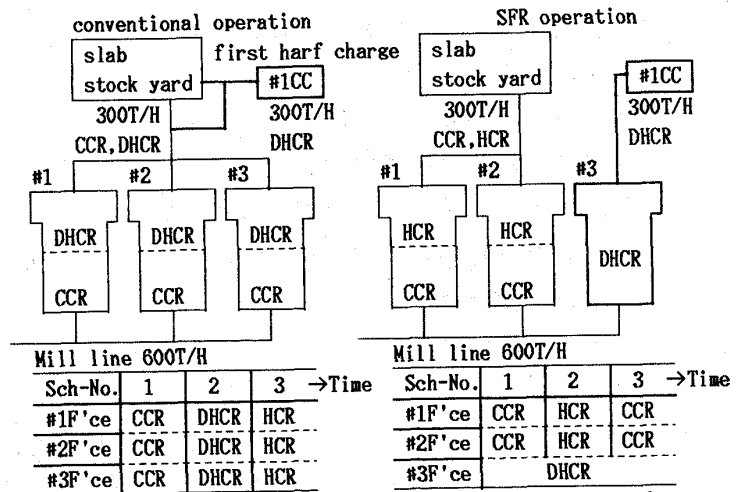 conventional operation
slab
stock yard
first harf charge
#1CC
300T/H
CCR,DHCR
300T/H
DHCR
#1
#2
#3
DHCR
DHCR
DHCR
CCR
CCR
CCR
Mill line 600T/H
Sch-No. 1 2 3 →Time
#1F'ce CCR DHCR HCR
#2F'ce CCR DHCR HCR
#3F'ce CCR DHCR HCR
SFR operation
slab
stock yard
#1CC
300T/H
CCR,HCR
300T/H
DHCR
#1
#2
#3
HCR
HCR
DHCR
CCR
CCR
Mill line 600T/H
Sch-No. 1 2 3 →Time
#1F'ce CCR HCR CCR
#2F'ce CCR HCR CCR
#3F'ce DHCR